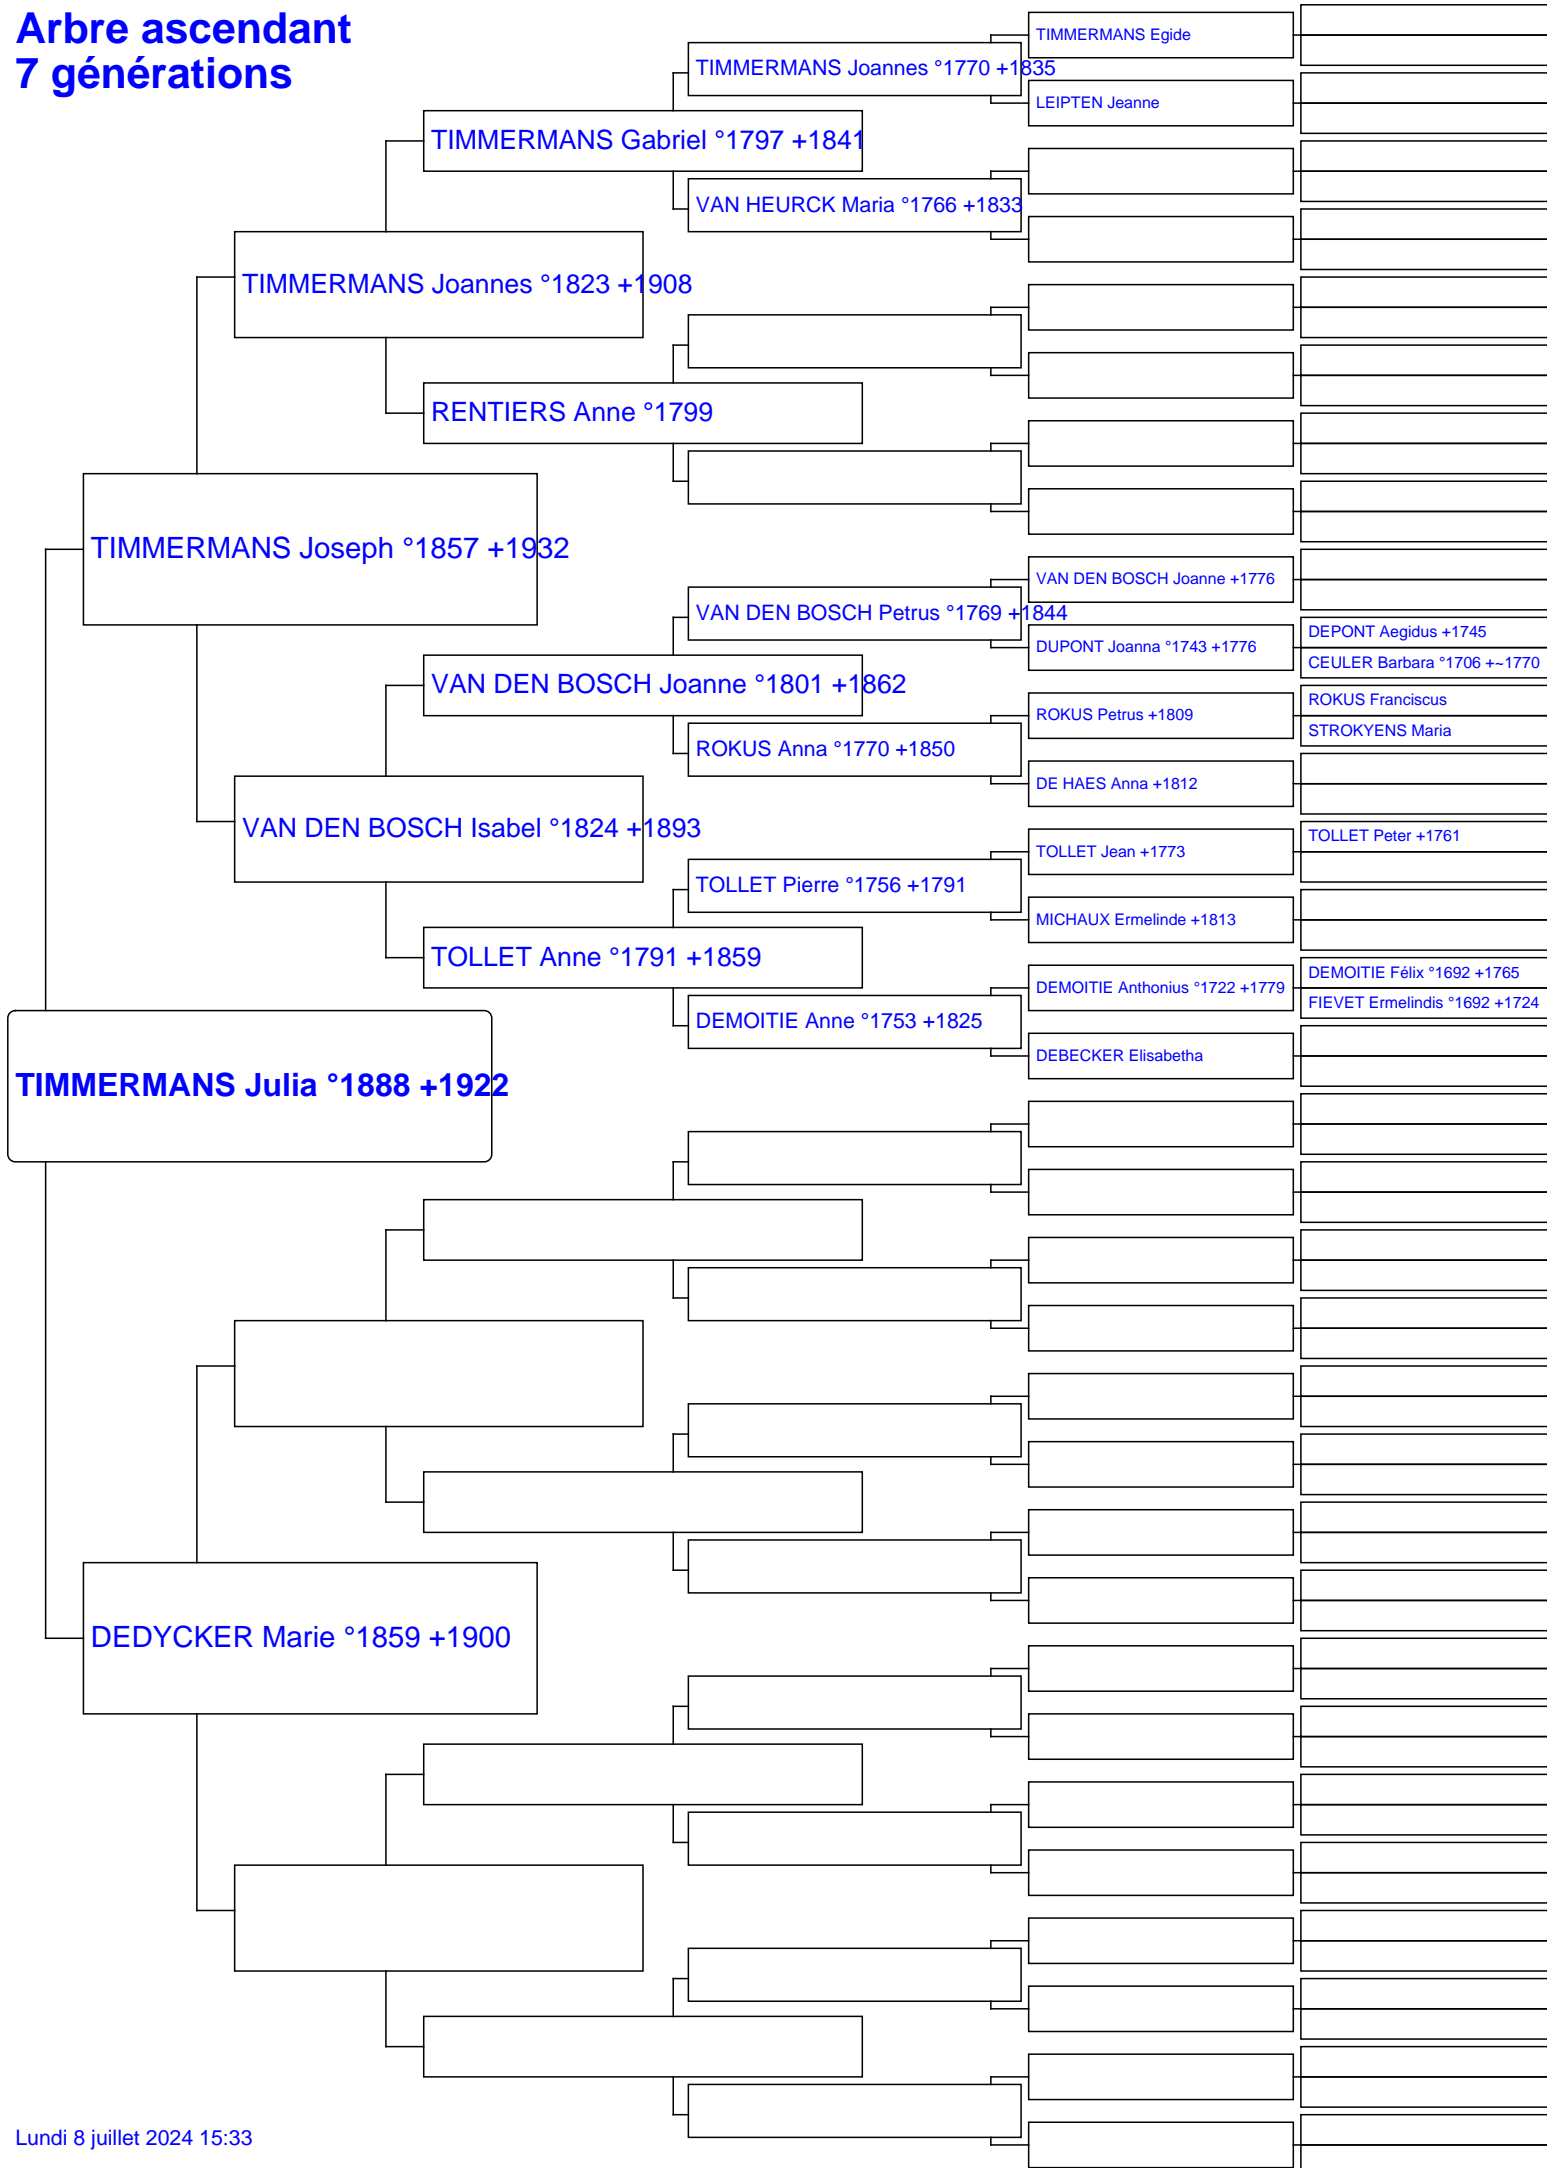 Arbre ascendant
7 générations
TIMMERMANS Egide
TIMMERMANS Joannes °1770 +1835
LEIPTEN Jeanne
TIMMERMANS Gabriel °1797 +1841
VAN HEURCK Maria °1766 +1833
TIMMERMANS Joannes °1823 +1908
RENTIERS Anne °1799
TIMMERMANS Joseph °1857 +1932
VAN DEN BOSCH Joanne +1776
VAN DEN BOSCH Petrus °1769 +1844
DEPONT Aegidus +1745
DUPONT Joanna °1743 +1776
CEULER Barbara °1706 +~1770
VAN DEN BOSCH Joanne °1801 +1862
ROKUS Franciscus
ROKUS Petrus +1809
STROKYENS Maria
ROKUS Anna °1770 +1850
DE HAES Anna +1812
VAN DEN BOSCH Isabel °1824 +1893
TOLLET Peter +1761
TOLLET Jean +1773
TOLLET Pierre °1756 +1791
MICHAUX Ermelinde +1813
TOLLET Anne °1791 +1859
DEMOITIE Félix °1692 +1765
DEMOITIE Anthonius °1722 +1779
FIEVET Ermelindis °1692 +1724
DEMOITIE Anne °1753 +1825
DEBECKER Elisabetha
TIMMERMANS Julia °1888 +1922
DEDYCKER Marie °1859 +1900
Lundi 8 juillet 2024 15:33